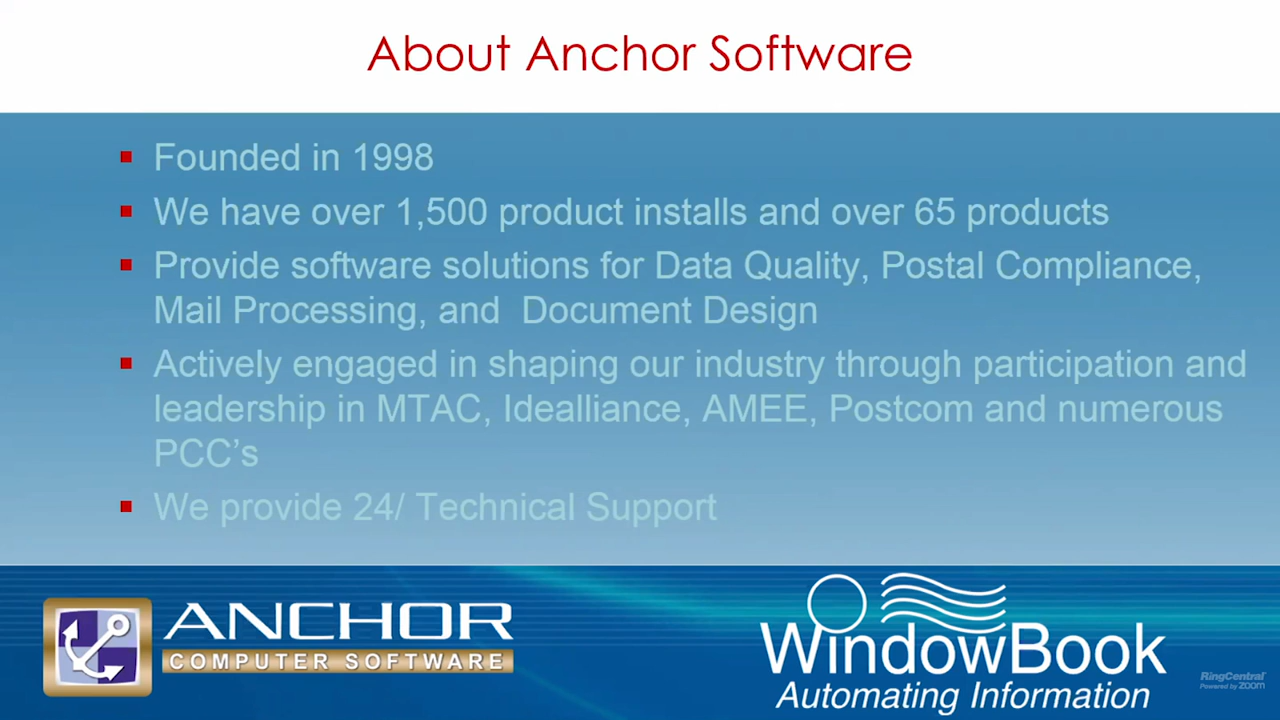 About Anchor Software
Founded in 1998
We have over 1,500 product installs and over 65 products
Provide software solutions for Data Quality, Postal Compliance,
Mail Processing, and Document Design
Actively engaged in shaping our industry through participation and
leadership in MTAC, Idealliance, AMEE, Postcom and numerous
PCC’s
We provide 24/ Technical Support
ANCHOR
COMPUTER SOFTWARE
WindowBook
Automating Information
RingCentral
Powered by zoom